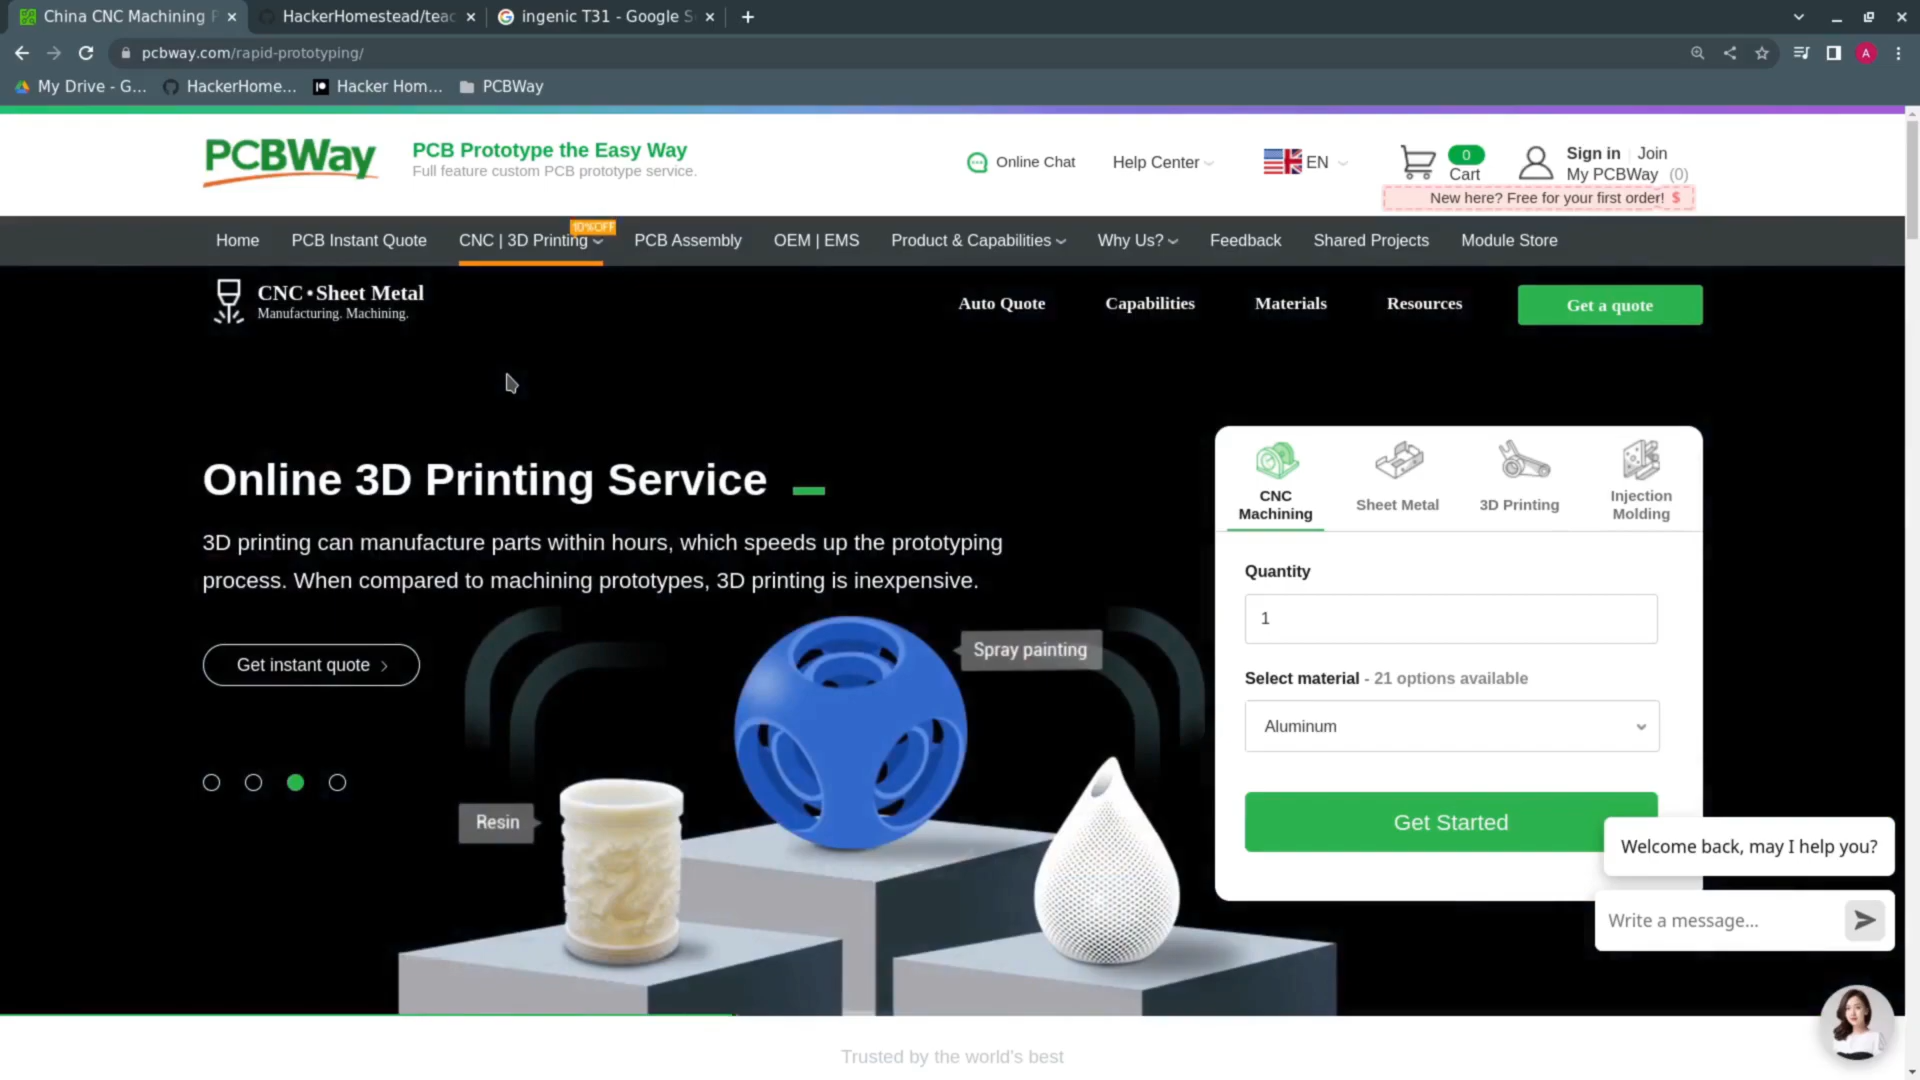 China CNC Machining P
HackerHomestead/teac
ingenic T31 - Google S
pcbway.com/rapid-prototyping/
A
My Drive - G...
HackerHome...
Hacker Hom...
PCBWay
PCBWay
PCB Prototype the Easy Way
Full feature custom PCB prototype service.
Online Chat
Help Center
EN
0
Cart
Sign in
Join
My PCBWay (0)
New here? Free for your first order! $
10%OFF
Home
PCB Instant Quote
CNC | 3D Printing
PCB Assembly
OEM | EMS
Product & Capabilities
Why Us?
Feedback
Shared Projects
Module Store
CNC•Sheet Metal
Manufacturing. Machining.
Auto Quote
Capabilities
Materials
Resources
Get a quote
Online 3D Printing Service
3D printing can manufacture parts within hours, which speeds up the prototyping
process. When compared to machining prototypes, 3D printing is inexpensive.
Get instant quote
Spray painting
Resin
CNC
Machining
Sheet Metal
3D Printing
Injection
Molding
Quantity
1
Select material - 21 options available
Aluminum
Get Started
Welcome back, may I help you?
Write a message...
Trusted by the world's best